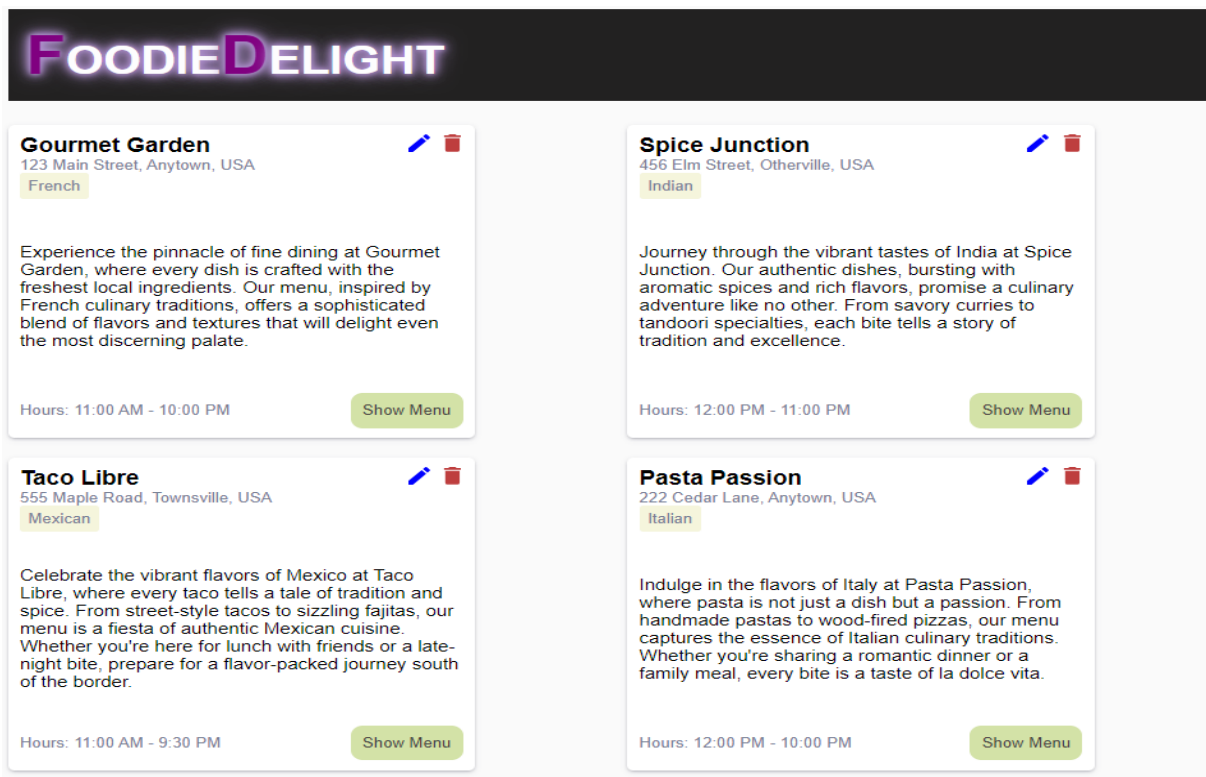 FoodieDelight
Gourmet Garden
123 Main Street, Anytown, USA
French
Experience the pinnacle of fine dining at Gourmet
Garden, where every dish is crafted with the
freshest local ingredients. Our menu, inspired by
French culinary traditions, offers a sophisticated
blend of flavors and textures that will delight even
the most discerning palate.
Hours: 11:00 AM - 10:00 PM
Show Menu
Spice Junction
456 Elm Street, Otherville, USA
Indian
Journey through the vibrant tastes of India at Spice
Junction. Our authentic dishes, bursting with
aromatic spices and rich flavors, promise a culinary
adventure like no other. From savory curries to
tandoori specialties, each bite tells a story of
tradition and excellence.
Hours: 12:00 PM - 11:00 PM
Show Menu
Taco Libre
555 Maple Road, Townsville, USA
Mexican
Celebrate the vibrant flavors of Mexico at Taco
Libre, where every taco tells a tale of tradition and
spice. From street-style tacos to sizzling fajitas, our
menu is a fiesta of authentic Mexican cuisine.
Whether you're here for lunch with friends or a late-
night bite, prepare for a flavor-packed journey south
of the border.
Hours: 11:00 AM - 9:30 PM
Show Menu
Pasta Passion
222 Cedar Lane, Anytown, USA
Italian
Indulge in the flavors of Italy at Pasta Passion,
where pasta is not just a dish but a passion. From
handmade pastas to wood-fired pizzas, our menu
captures the essence of Italian culinary traditions.
Whether you're sharing a romantic dinner or a
family meal, every bite is a taste of la dolce vita.
Hours: 12:00 PM - 10:00 PM
Show Menu